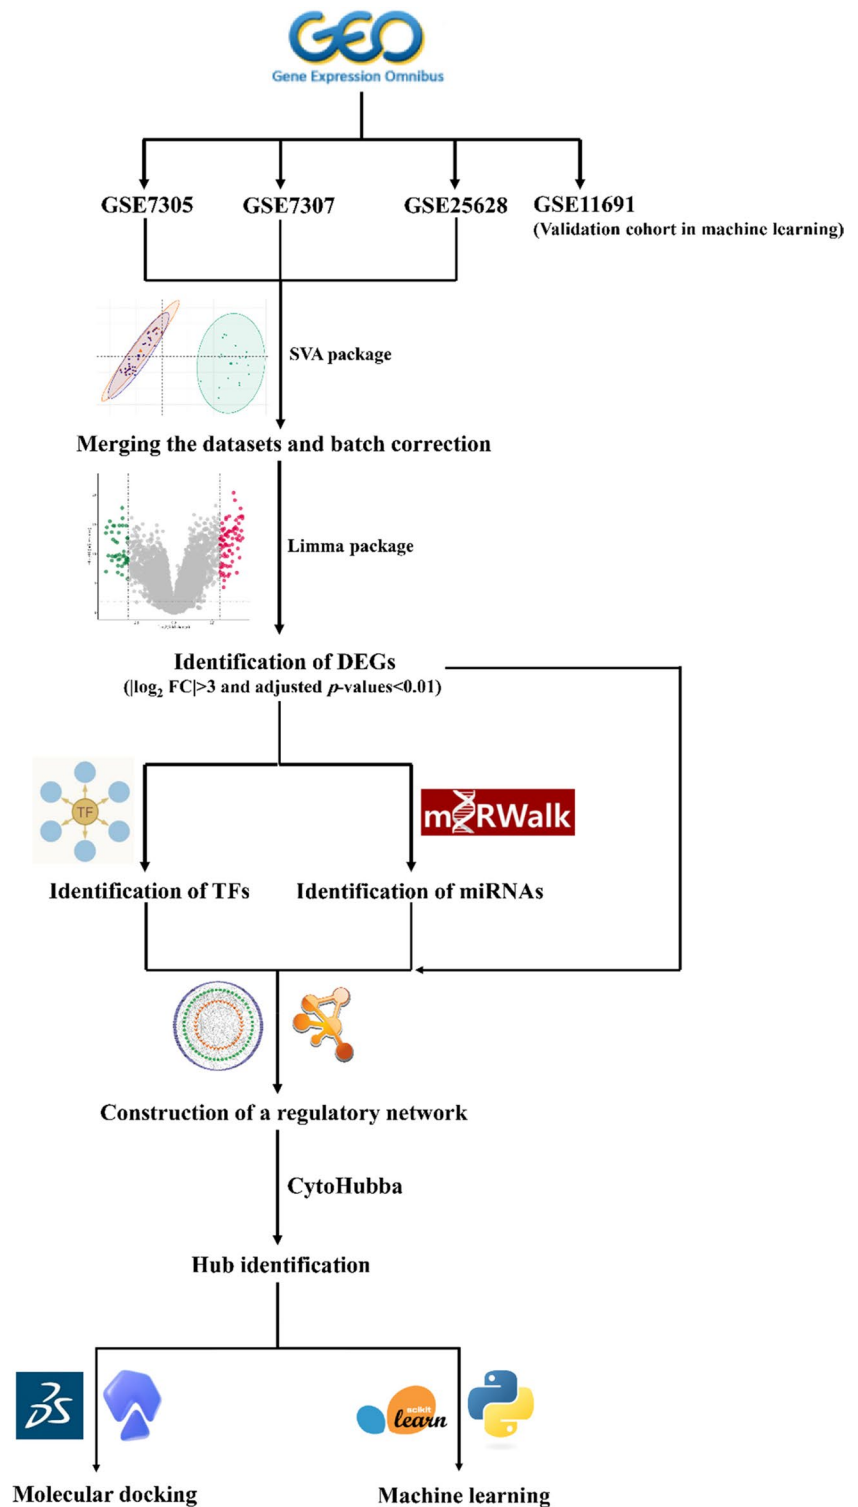 GEO
Gene Expression Omnibus
GSE7305
GSE7307
GSE25628
GSE11691
(Validation cohort in machine learning)
SVA package
Merging the datasets and batch correction
Limma package
Identification of DEGs
(|log₂ FC|>3 and adjusted p-values<0.01)
TF
miRWalk
Identification of TFs
Identification of miRNAs
Construction of a regulatory network
CytoHubba
Hub identification
3DS
scikit
learn
Molecular docking
Machine learning